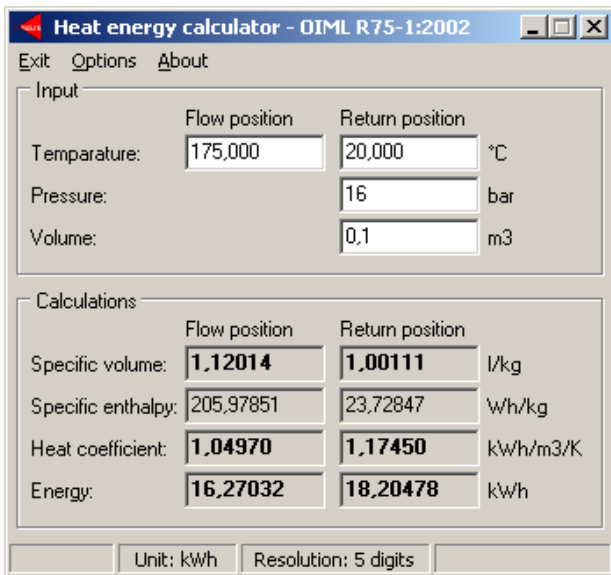 Heat energy calculator - OIML R75-1:2002
Exit Options About
Input
Flow position Return position
Temparature: 175,000 20,000 °C
Pressure: 16 bar
Volume: 0,1 m3
Calculations
Flow position Return position
Specific volume: 1,12014 1,00111 l/kg
Specific enthalpy: 205,97851 23,72847 Wh/kg
Heat coefficient: 1,04970 1,17450 kWh/m3/K
Energy: 16,27032 18,20478 kWh
Unit: kWh Resolution: 5 digits